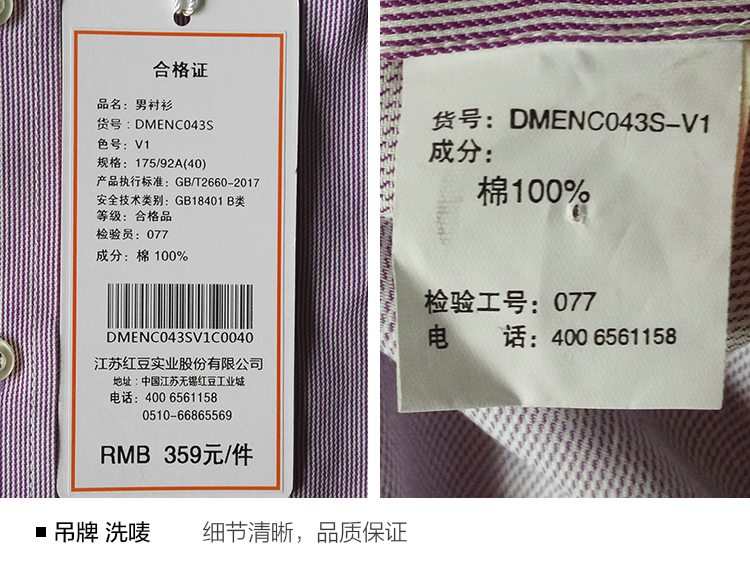 合格证
品名：男衬衫
货号：DMENC043S
色号：V1
规格：175/92A(40)
产品执行标准：GB/T2660-2017
安全技术类别：GB18401 B类
等级：合格品
检验员：077
成分：棉 100%
DMENC043SV1C0040
江苏红豆实业股份有限公司
地址：中国江苏无锡红豆工业城
电话：400 6561158
0510-66865569
RMB 359元/件
货号：DMENC043S-V1
成分：
棉100%
检验工号：077
电 话：400 6561158
■ 吊牌 洗唛 细节清晰，品质保证